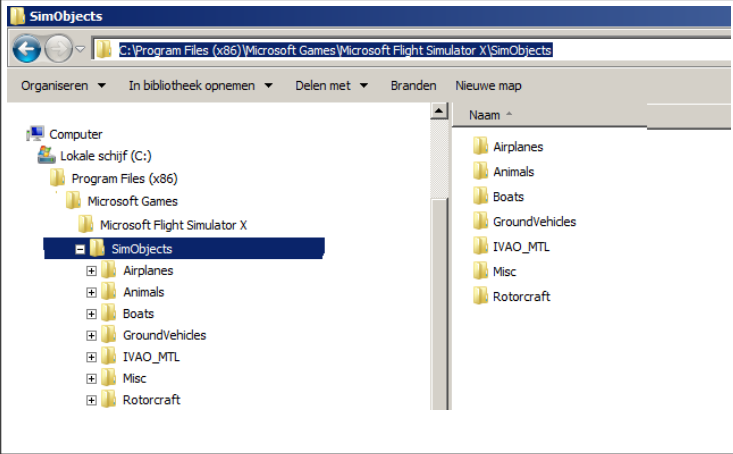 SimObjects
C:\Program Files (x86)\Microsoft Games\Microsoft Flight Simulator X\SimObjects
Organiseren In bibliotheek opnemen Delen met Branden Nieuwe map
Computer
Lokale schijf (C:)
Program Files (x86)
Microsoft Games
Microsoft Flight Simulator X
SimObjects
Airplanes
Animals
Boats
GroundVehicles
IVAO_MTL
Misc
Rotorcraft
Naam
Airplanes
Animals
Boats
GroundVehicles
IVAO_MTL
Misc
Rotorcraft